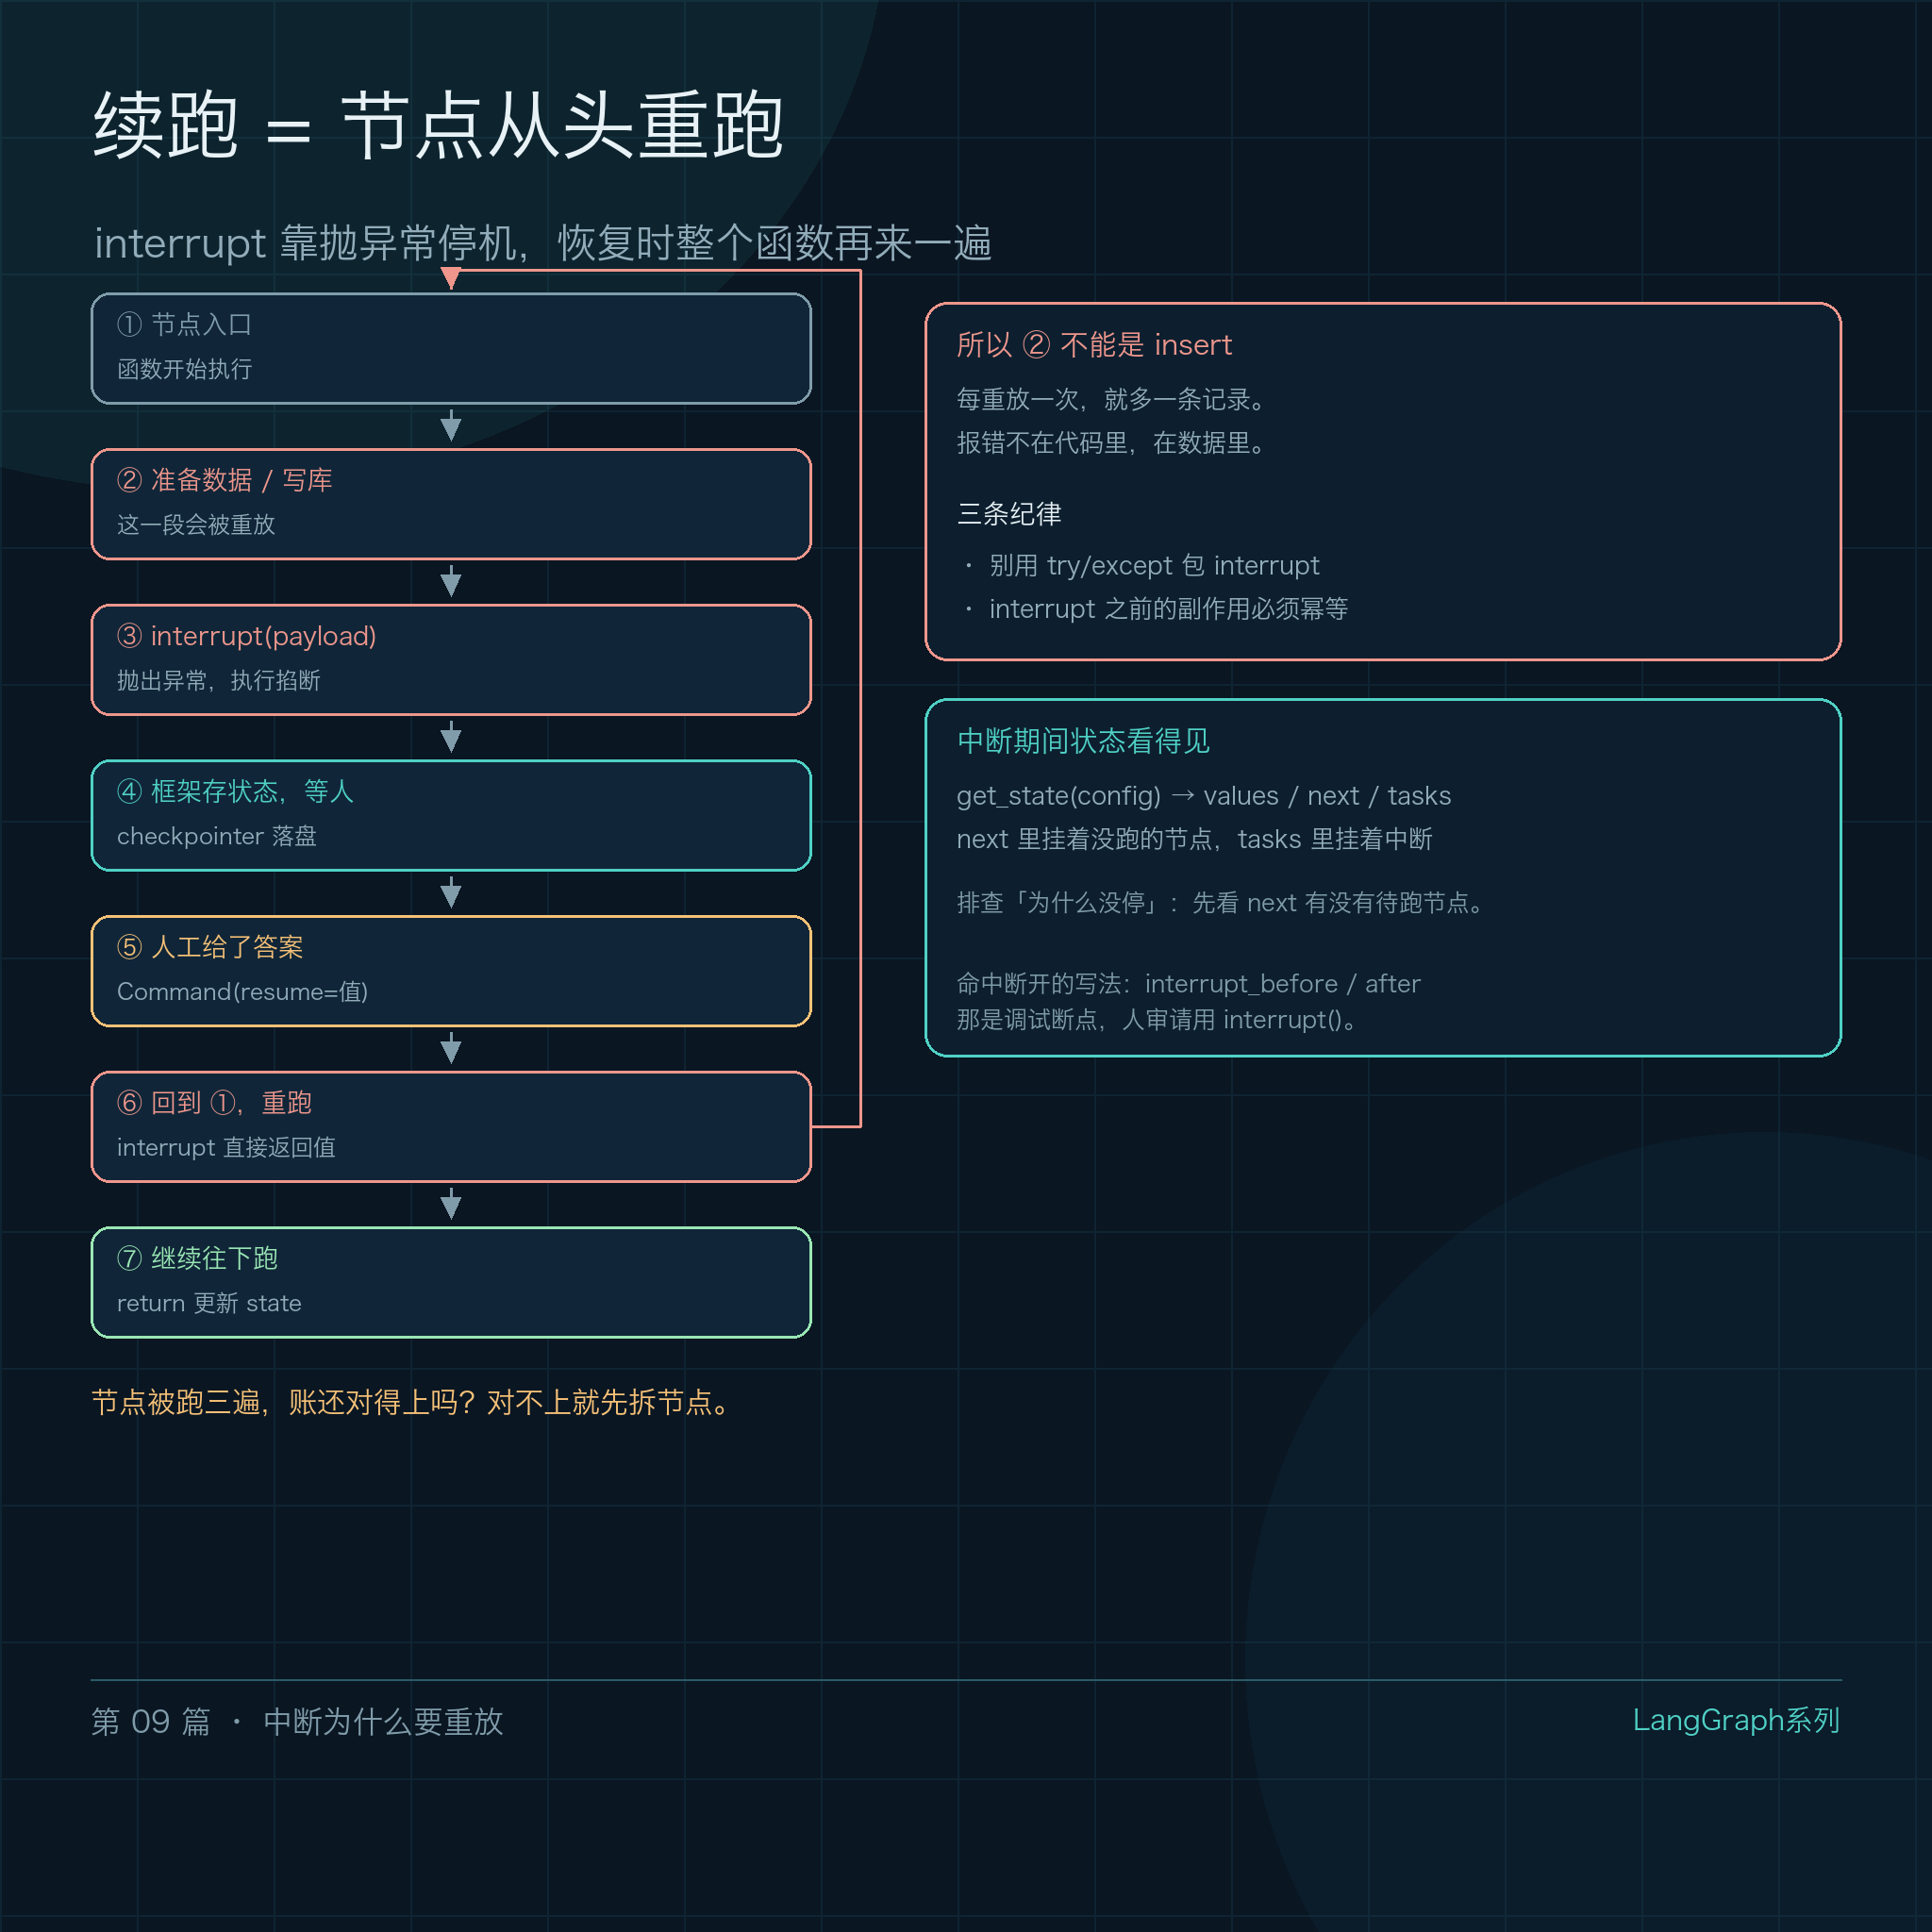 续跑 = 节点从头重跑
interrupt 靠抛异常停机，恢复时整个函数再来一遍
① 节点入口
函数开始执行
② 准备数据 / 写库
这一段会被重放
③ interrupt(payload)
抛出异常，执行掐断
④ 框架存状态，等人
checkpointer 落盘
⑤ 人工给了答案
Command(resume=值)
⑥ 回到 ①，重跑
interrupt 直接返回值
⑦ 继续往下跑
return 更新 state
所以 ② 不能是 insert
每重放一次，就多一条记录。
报错不在代码里，在数据里。
三条纪律
· 别用 try/except 包 interrupt
· interrupt 之前的副作用必须幂等
中断期间状态看得见
get_state(config) → values / next / tasks
next 里挂着没跑的节点，tasks 里挂着中断
排查「为什么没停」：先看 next 有没有待跑节点。
命中断开的写法：interrupt_before / after
那是调试断点，人审请用 interrupt()。
节点被跑三遍，账还对得上吗？对不上就先拆节点。
第 09 篇 · 中断为什么要重放
LangGraph系列